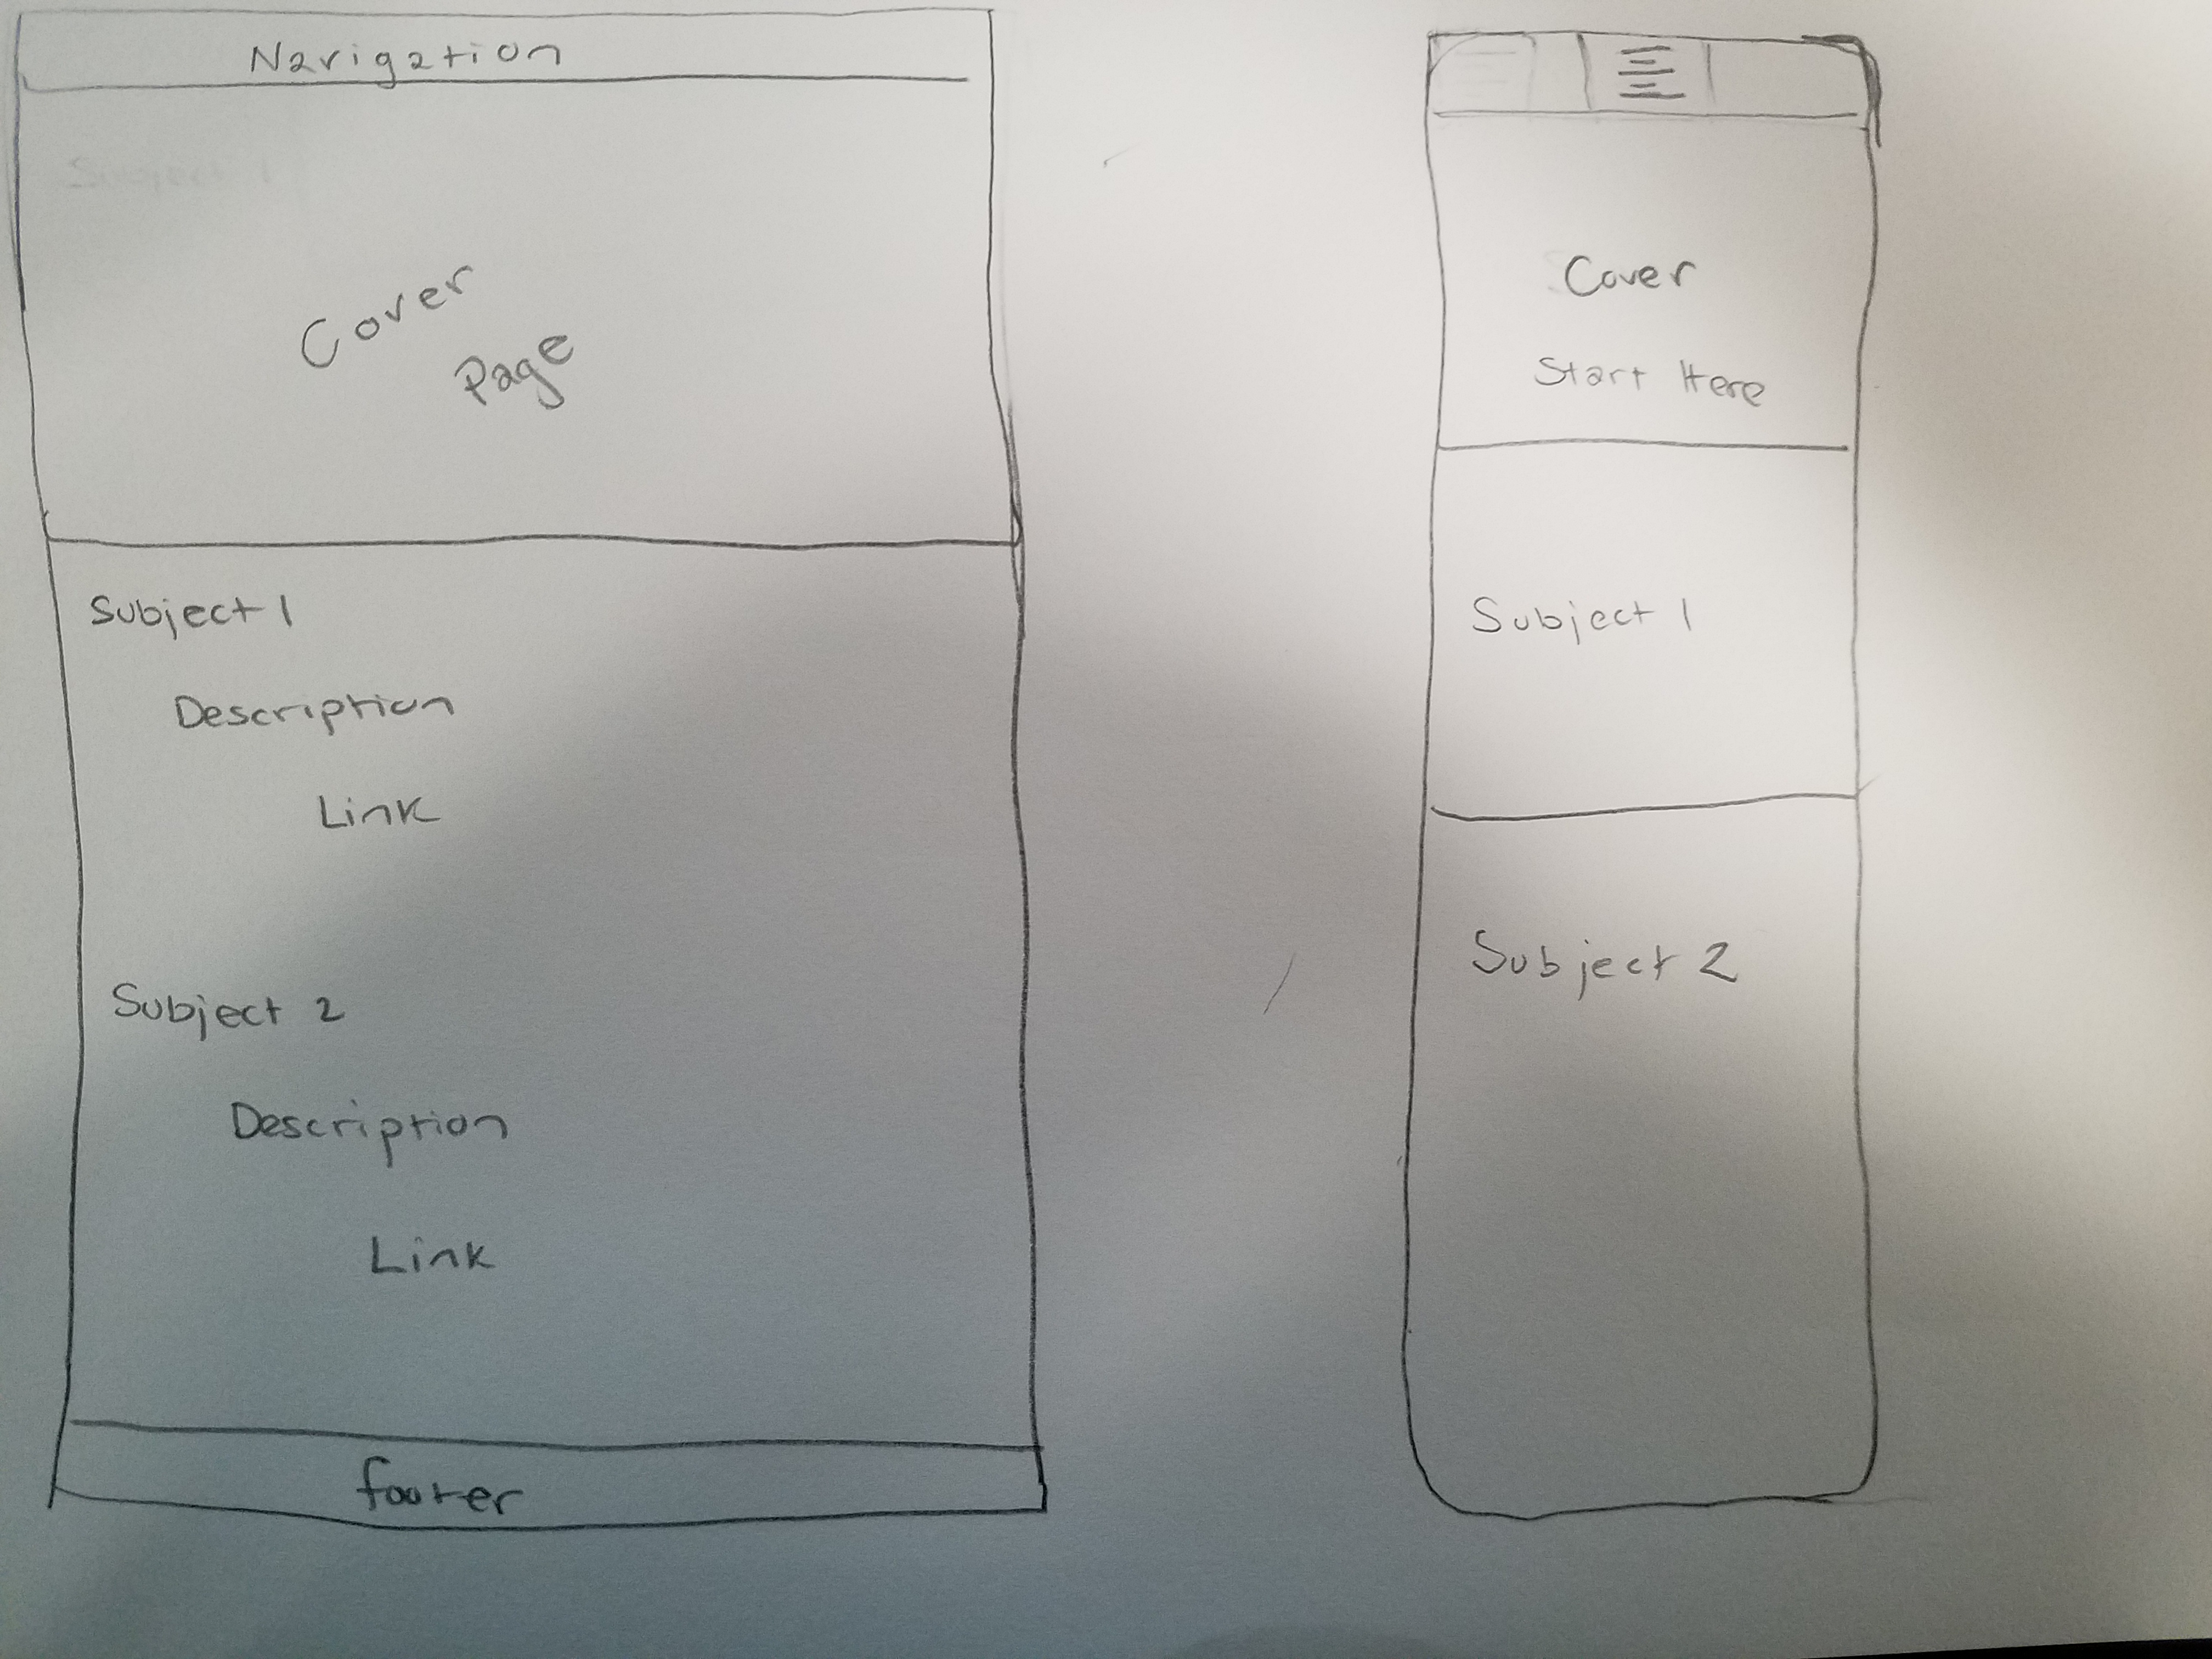 Navigation
Cover
Page
Subject 1
Description
Link
Subject 2
Description
Link
footer
Cover
Start Here
Subject 1
Subject 2